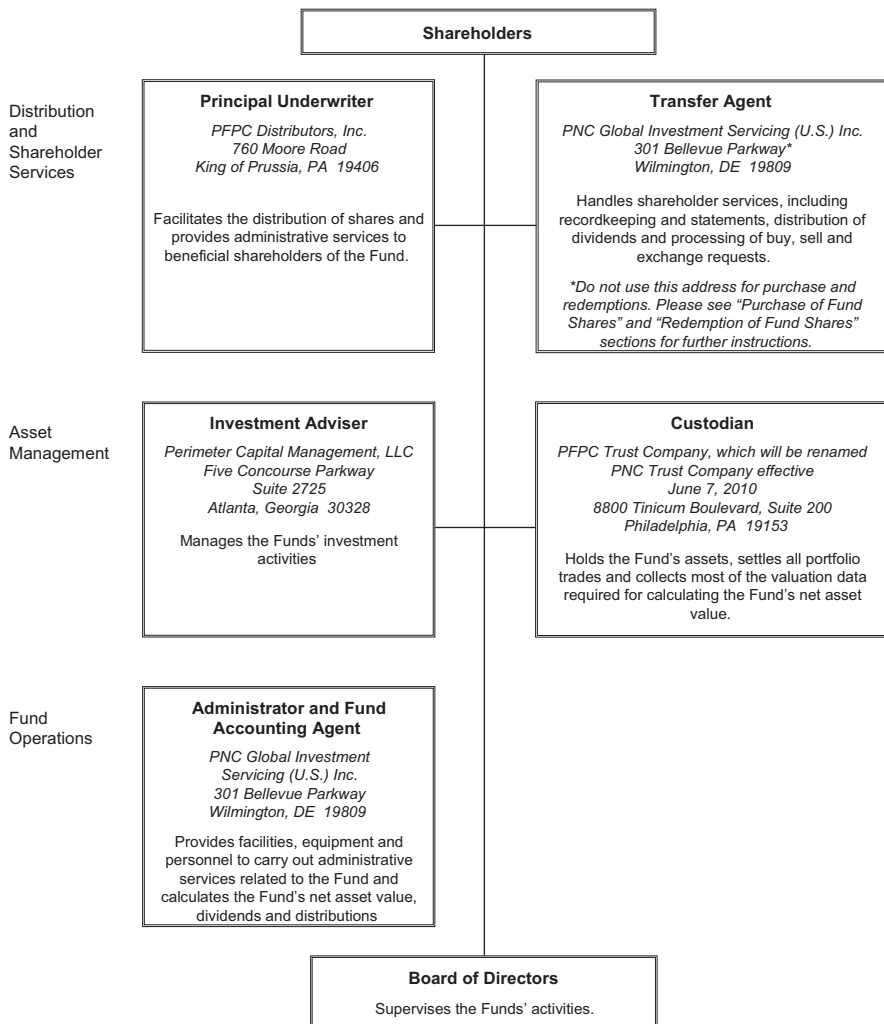 Shareholders
Distribution
and
Shareholder
Services
Principal Underwriter
PFPC Distributors, Inc.
760 Moore Road
King of Prussia, PA 19406
Facilitates the distribution of shares and
provides administrative services to
beneficial shareholders of the Fund.
Transfer Agent
PNC Global Investment Servicing (U.S.) Inc.
301 Bellevue Parkway*
Wilmington, DE 19809
Handles shareholder services, including
recordkeeping and statements, distribution of
dividends and processing of buy, sell and
exchange requests.
*Do not use this address for purchase and
redemptions. Please see “Purchase of Fund
Shares” and “Redemption of Fund Shares”
sections for further instructions.
Asset
Management
Investment Adviser
Perimeter Capital Management, LLC
Five Concourse Parkway
Suite 2725
Atlanta, Georgia 30328
Manages the Funds’ investment
activities
Custodian
PFPC Trust Company, which will be renamed
PNC Trust Company effective
June 7, 2010
8800 Tinicum Boulevard, Suite 200
Philadelphia, PA 19153
Holds the Fund’s assets, settles all portfolio
trades and collects most of the valuation data
required for calculating the Fund’s net asset
value.
Fund
Operations
Administrator and Fund
Accounting Agent
PNC Global Investment
Servicing (U.S.) Inc.
301 Bellevue Parkway
Wilmington, DE 19809
Provides facilities, equipment and
personnel to carry out administrative
services related to the Fund and
calculates the Fund’s net asset value,
dividends and distributions
Board of Directors
Supervises the Funds’ activities.